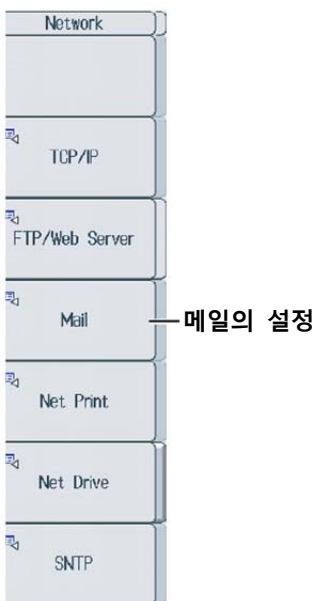 Network
TCP/IP
FTP/Web Server
Mail
메일의 설정
Net Print
Net Drive
SNTP